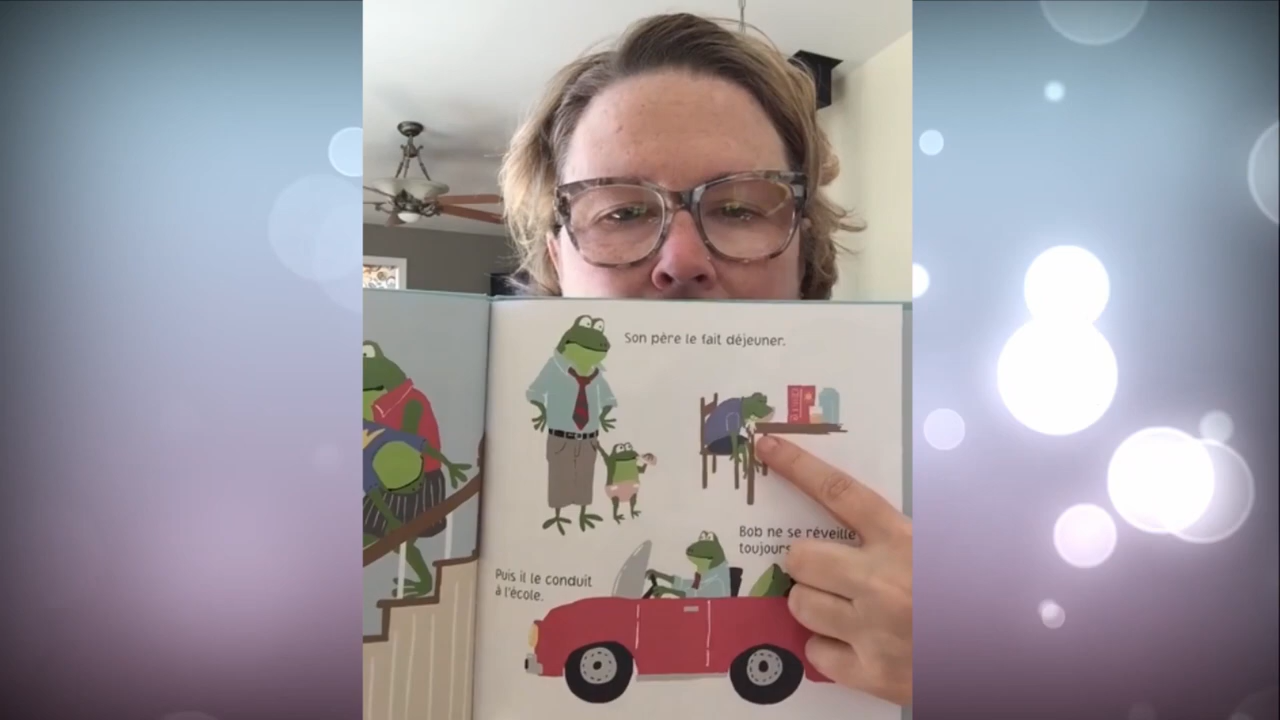 Son père le fait déjeuner.
Bob ne se réveille
toujours
Puis il le conduit
à l'école.